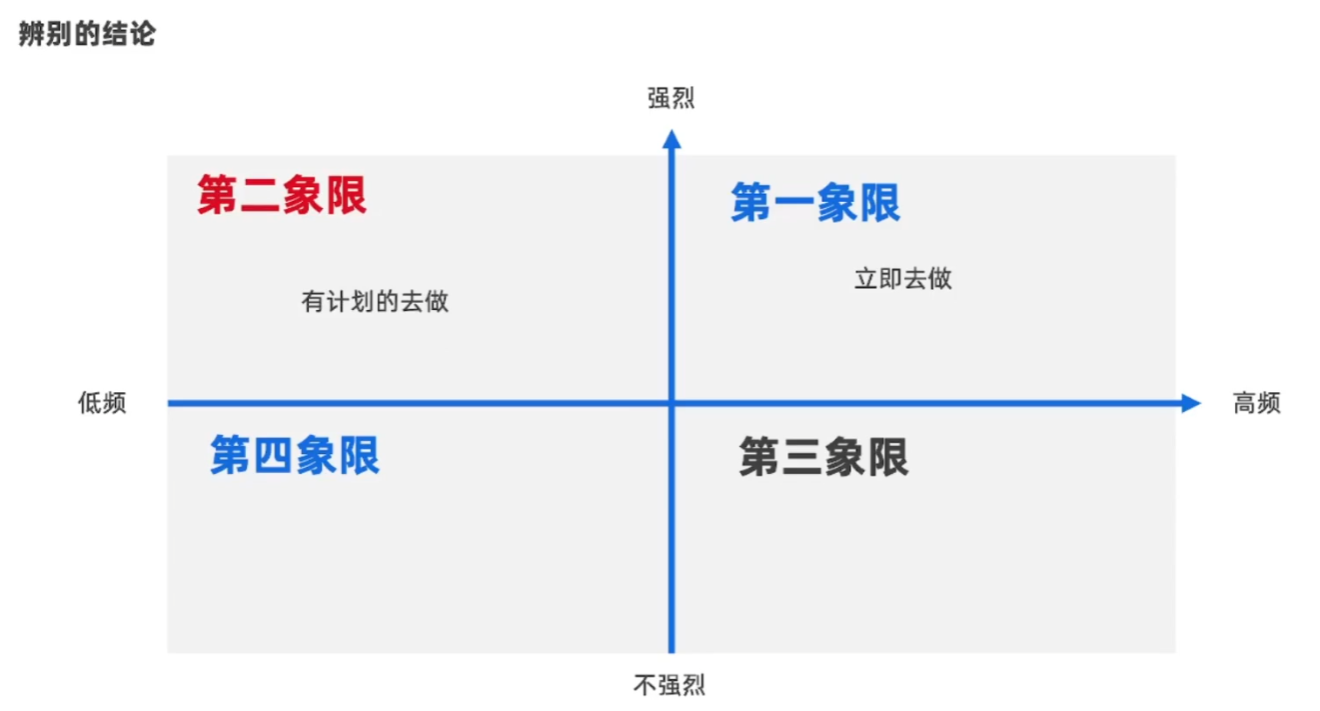 辨别的结论
强烈
第二象限
第一象限
立即去做
有计划的去做
低频
高频
第四象限
第三象限
不强烈